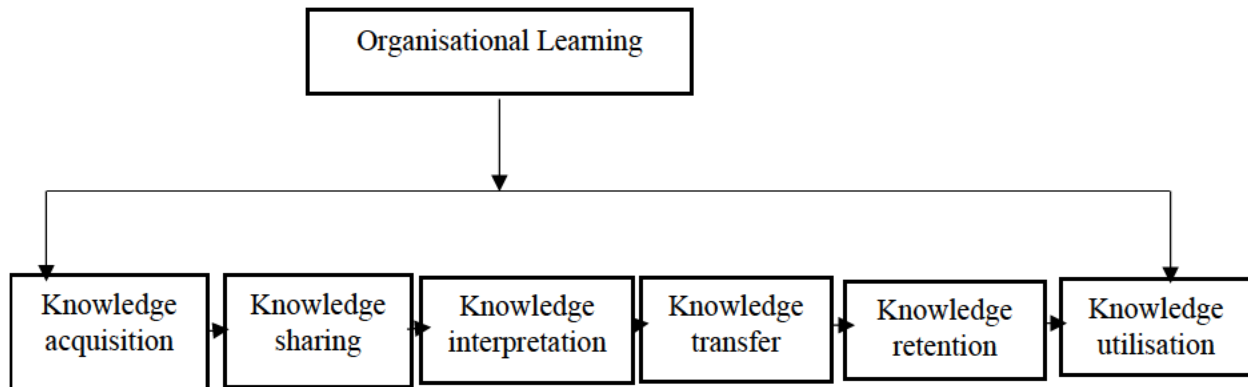 Organisational Learning
Knowledge
acquisition
Knowledge
sharing
Knowledge
interpretation
Knowledge
transfer
Knowledge
retention
Knowledge
utilisation